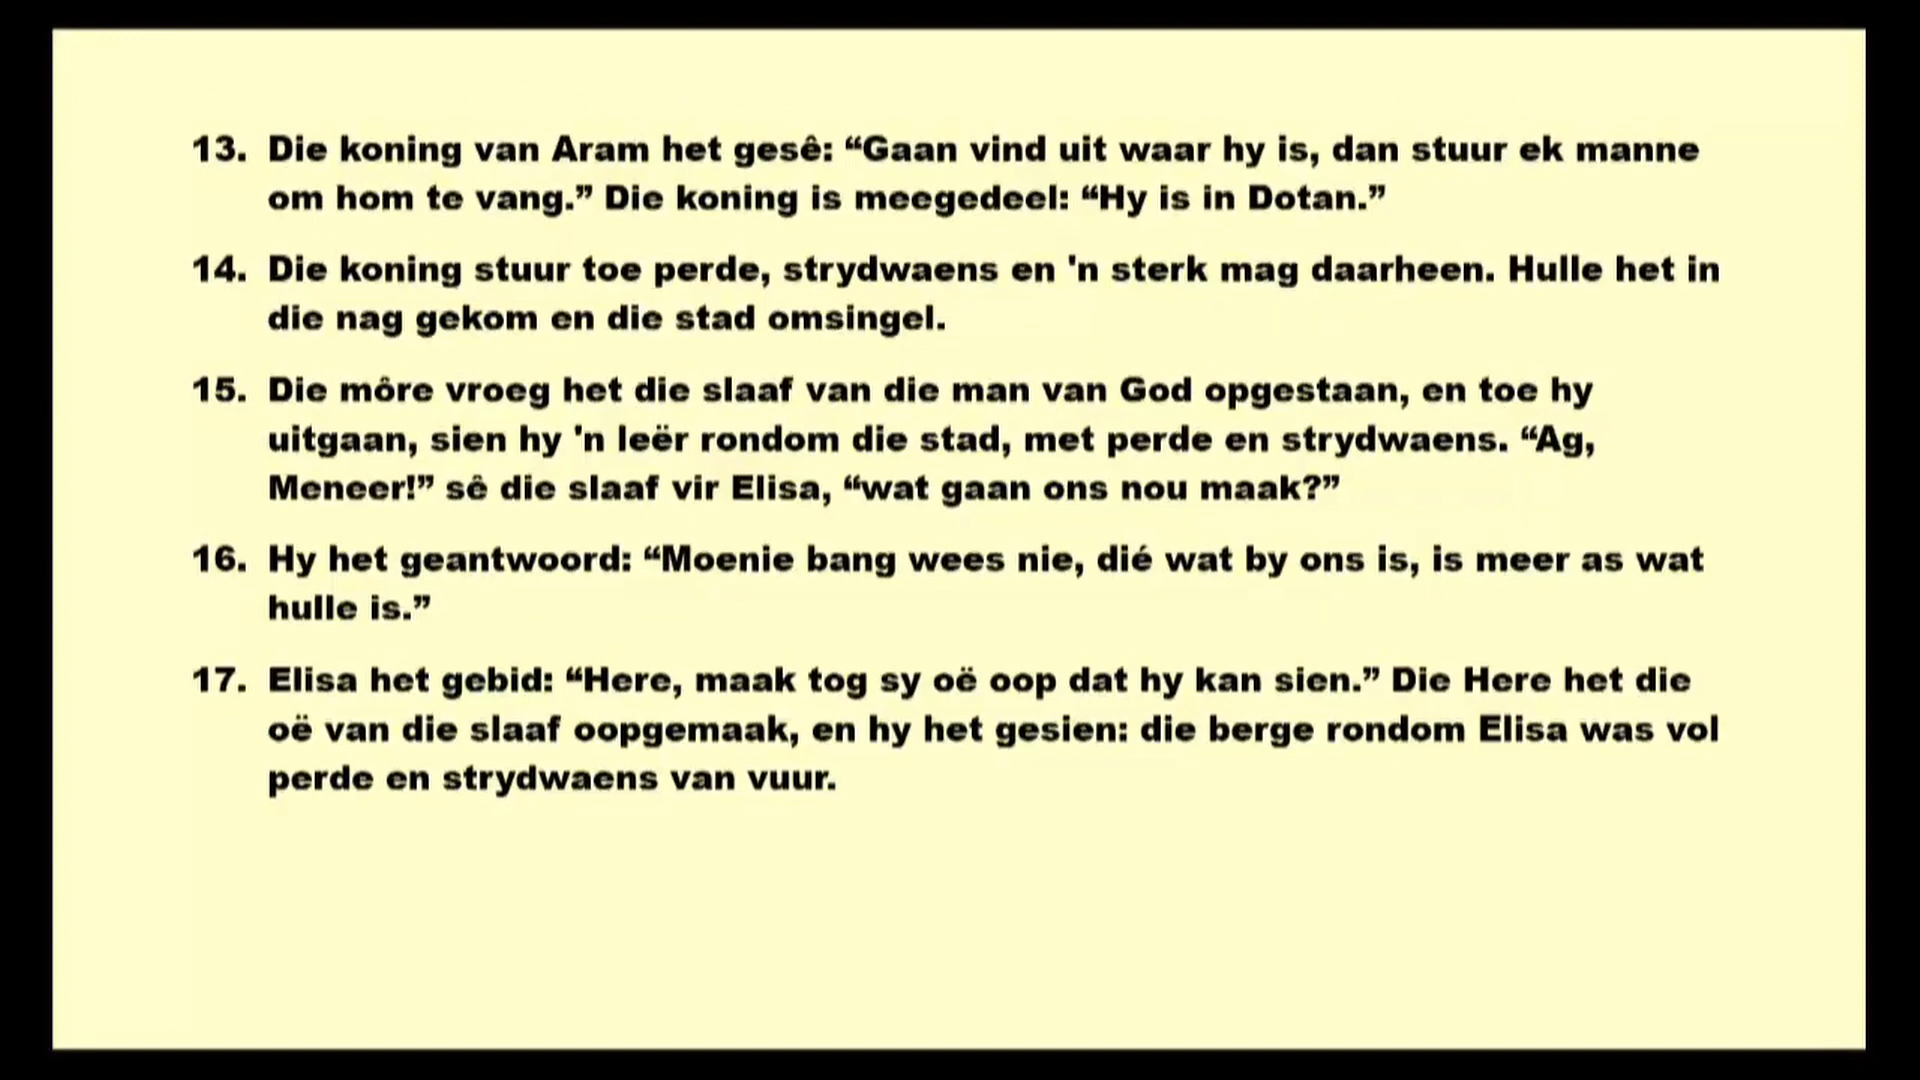 13. Die koning van Aram het gesê: “Gaan vind uit waar hy is, dan stuur ek manne
om hom te vang.” Die koning is meegedeel: “Hy is in Dotan.”
14. Die koning stuur toe perde, strydwaens en 'n sterk mag daarheen. Hulle het in
die nag gekom en die stad omsingel.
15. Die môre vroeg het die slaaf van die man van God opgestaan, en toe hy
uitgaan, sien hy 'n leër rondom die stad, met perde en strydwaens. “Ag,
Meneer!” sê die slaaf vir Elisa, “wat gaan ons nou maak?”
16. Hy het geantwoord: “Moenie bang wees nie, dié wat by ons is, is meer as wat
hulle is.”
17. Elisa het gebid: “Here, maak tog sy oë oop dat hy kan sien.” Die Here het die
oë van die slaaf oopgemaak, en hy het gesien: die berge rondom Elisa was vol
perde en strydwaens van vuur.